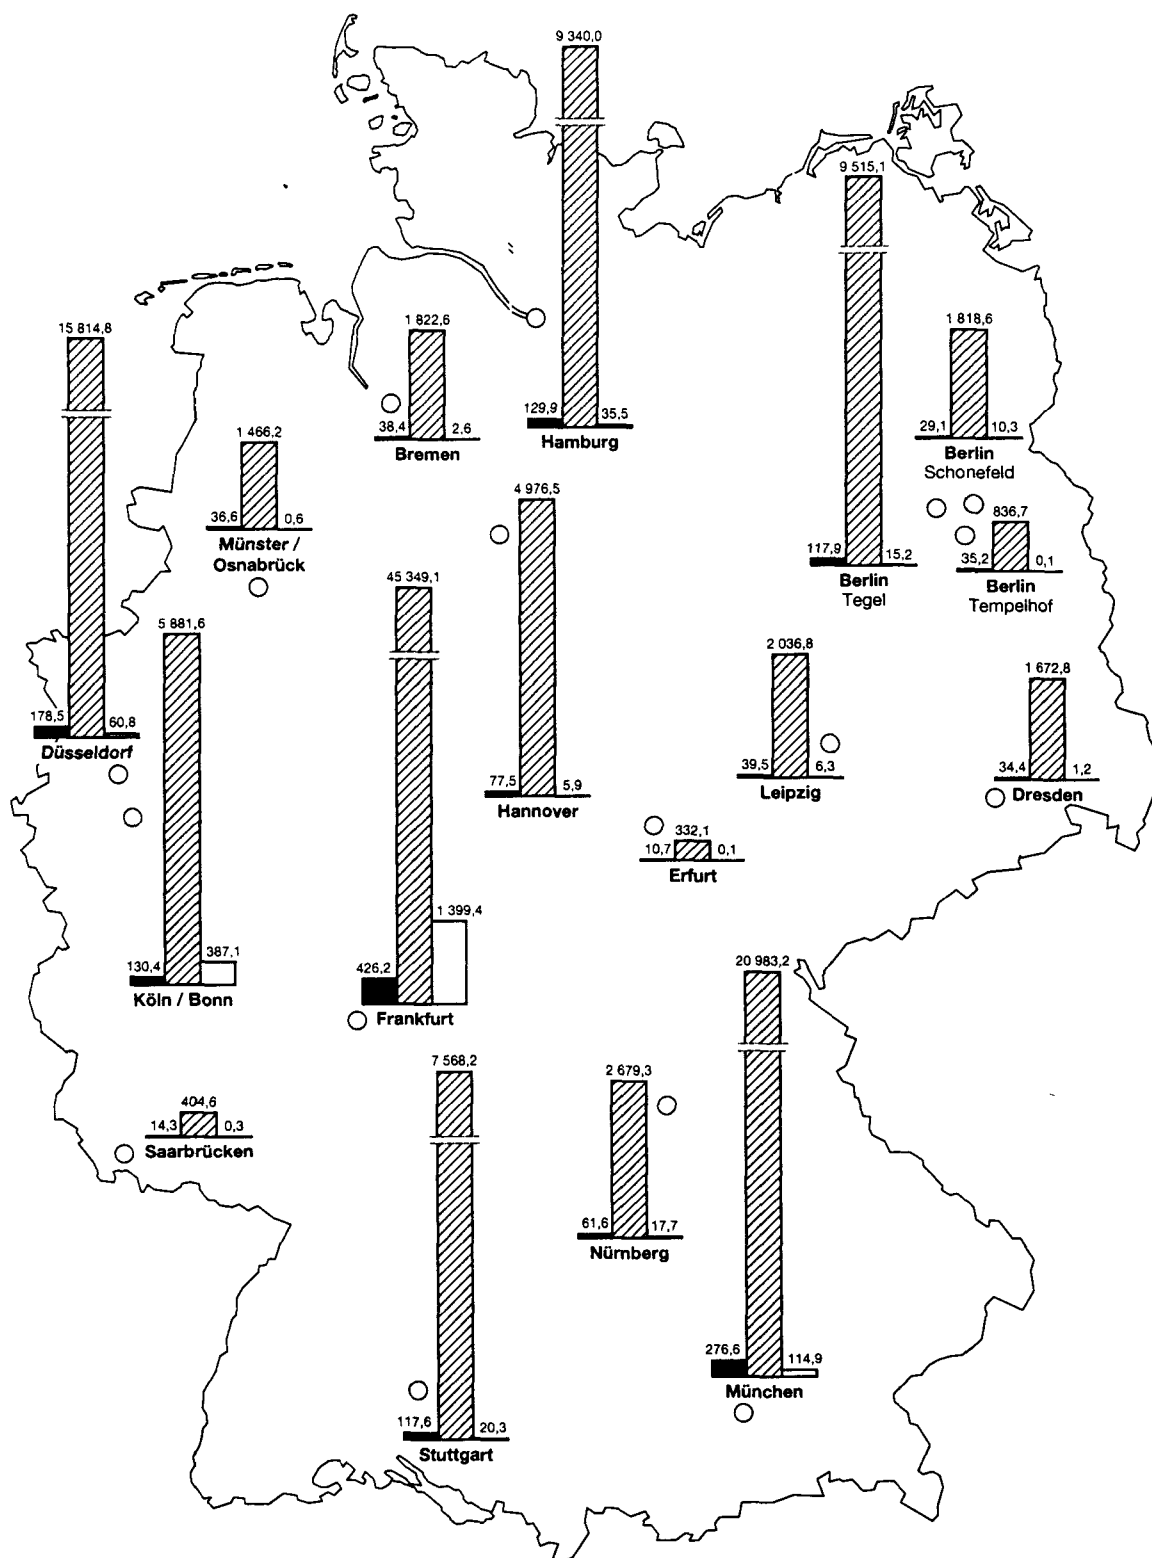 9 340,0
129,9 35,5
Hamburg
9 515,1
117,9 15,2
Berlin
Tegel
15 814,8
178,5 60,8
Düsseldorf
1 822,6
38,4 2,6
Bremen
1 818,6
29,1 10,3
Berlin
Schonefeld
1 466,2
36,6 0,6
Münster /
Osnabrück
4 976,5
77,5 5,9
Hannover
836,7
35,2 0,1
Berlin
Tempelhof
45 349,1
426,2 1 399,4
Frankfurt
5 881,6
130,4 387,1
Köln / Bonn
2 036,8
39,5 6,3
Leipzig
1 672,8
34,4 1,2
Dresden
332,1
10,7 0,1
Erfurt
20 983,2
276,6 114,9
München
7 568,2
117,6 20,3
Stuttgart
2 679,3
61,6 17,7
Nürnberg
404,6
14,3 0,3
Saarbrücken